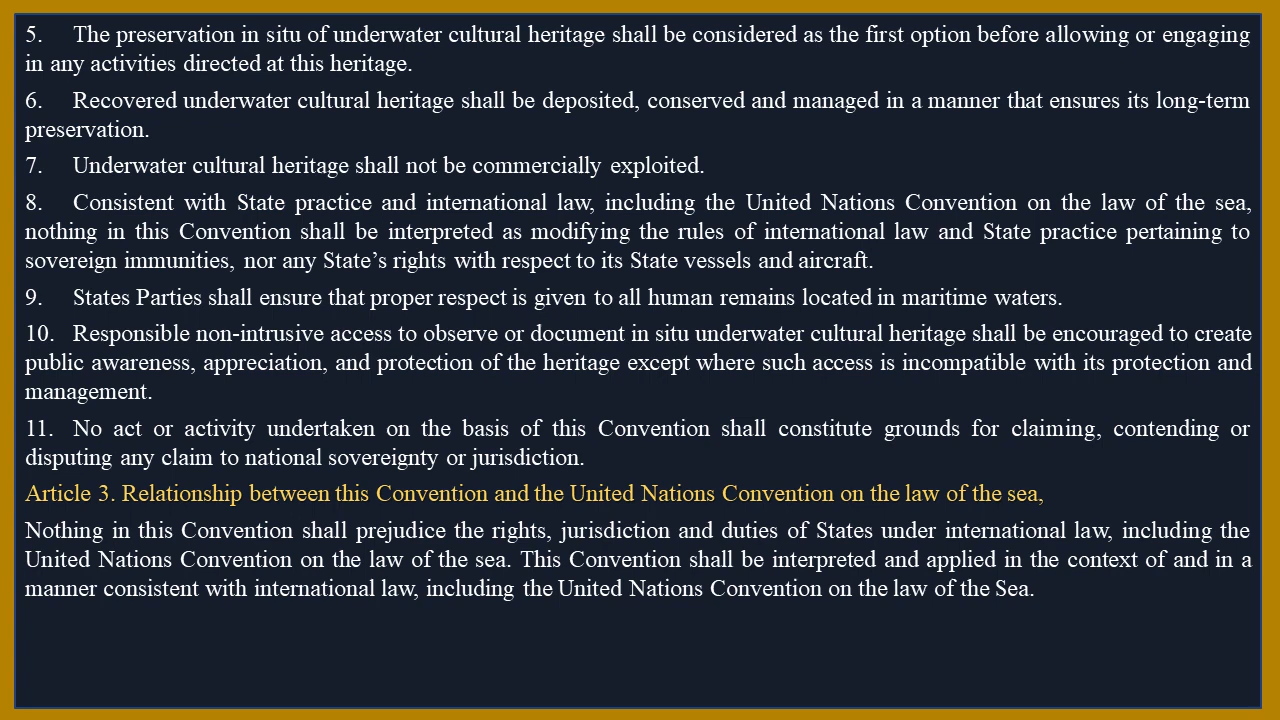 5. The preservation in situ of underwater cultural heritage shall be considered as the first option before allowing or engaging
in any activities directed at this heritage.
6. Recovered underwater cultural heritage shall be deposited, conserved and managed in a manner that ensures its long-term
preservation.
7. Underwater cultural heritage shall not be commercially exploited.
8. Consistent with State practice and international law, including the United Nations Convention on the law of the sea,
nothing in this Convention shall be interpreted as modifying the rules of international law and State practice pertaining to
sovereign immunities, nor any State’s rights with respect to its State vessels and aircraft.
9. States Parties shall ensure that proper respect is given to all human remains located in maritime waters.
10. Responsible non-intrusive access to observe or document in situ underwater cultural heritage shall be encouraged to create
public awareness, appreciation, and protection of the heritage except where such access is incompatible with its protection and
management.
11. No act or activity undertaken on the basis of this Convention shall constitute grounds for claiming, contending or
disputing any claim to national sovereignty or jurisdiction.
Article 3. Relationship between this Convention and the United Nations Convention on the law of the sea,
Nothing in this Convention shall prejudice the rights, jurisdiction and duties of States under international law, including the
United Nations Convention on the law of the sea. This Convention shall be interpreted and applied in the context of and in a
manner consistent with international law, including the United Nations Convention on the law of the Sea.